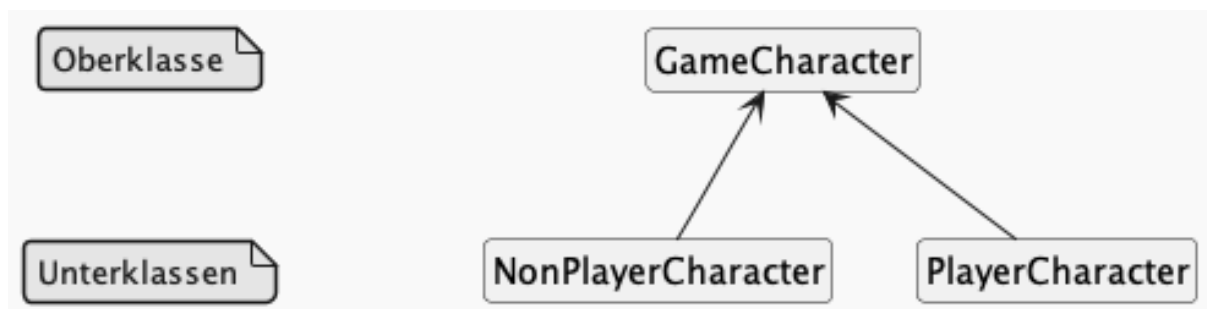 Oberklasse
GameCharacter
Unterklassen
NonPlayerCharacter
PlayerCharacter